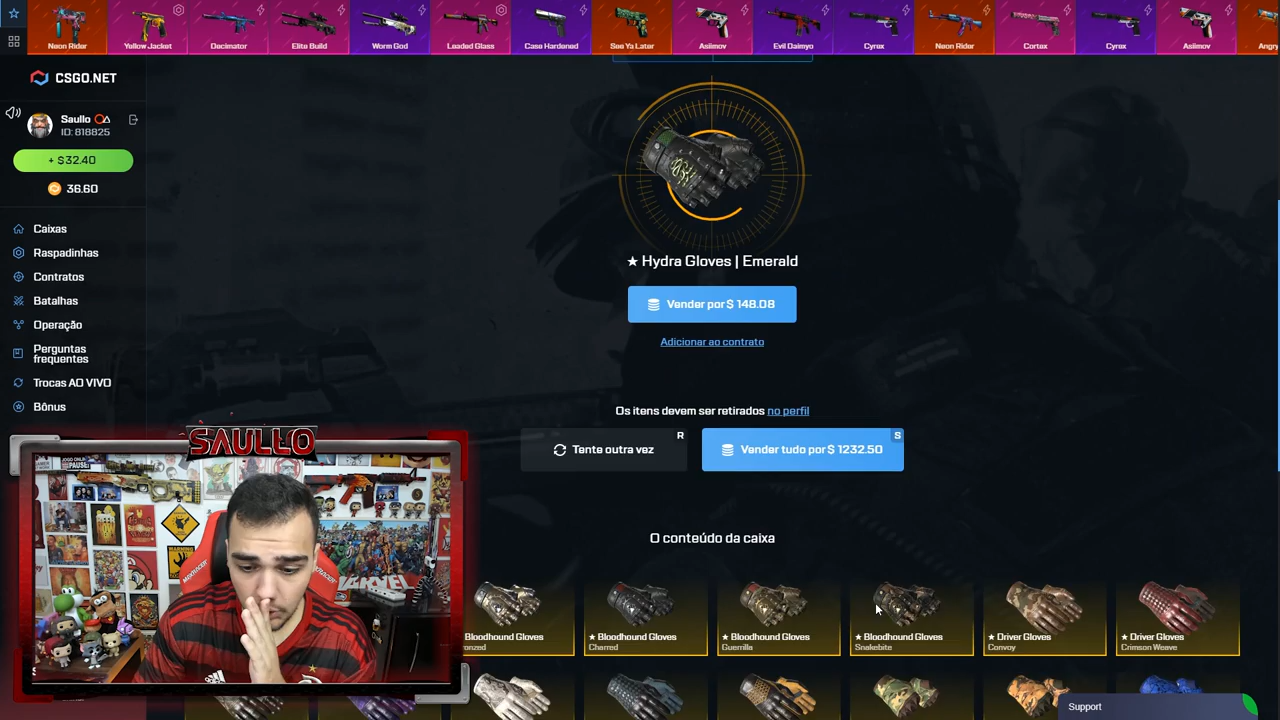 Neon Rider
Yellow Jacket
Decimator
Elite Build
Worm God
Loaded Glass
Case Hardened
See Ya Later
Asiimov
Evil Daimyo
Cyrex
Neon Rider
Cortex
Cyrex
Asiimov
Angry
CSGO.NET
Saullo
ID: 818825
+ $32.40
36.60
Caixas
Raspadinhas
Contratos
Batalhas
Operação
Perguntas
frequentes
Trocas AO VIVO
Bônus
★ Hydra Gloves | Emerald
Vender por $ 148.08
Adicionar ao contrato
Os itens devem ser retirados no perfil
Tente outra vez
R
Vender tudo por $ 1232.50
S
O conteúdo da caixa
SAULLO
WARNING
MARVEL
Bloodhound Gloves
onzed
★ Bloodhound Gloves
Charred
★ Bloodhound Gloves
Guerrilla
★ Bloodhound Gloves
Snakebite
★ Driver Gloves
Convoy
★ Driver Gloves
Crimson Weave
Support